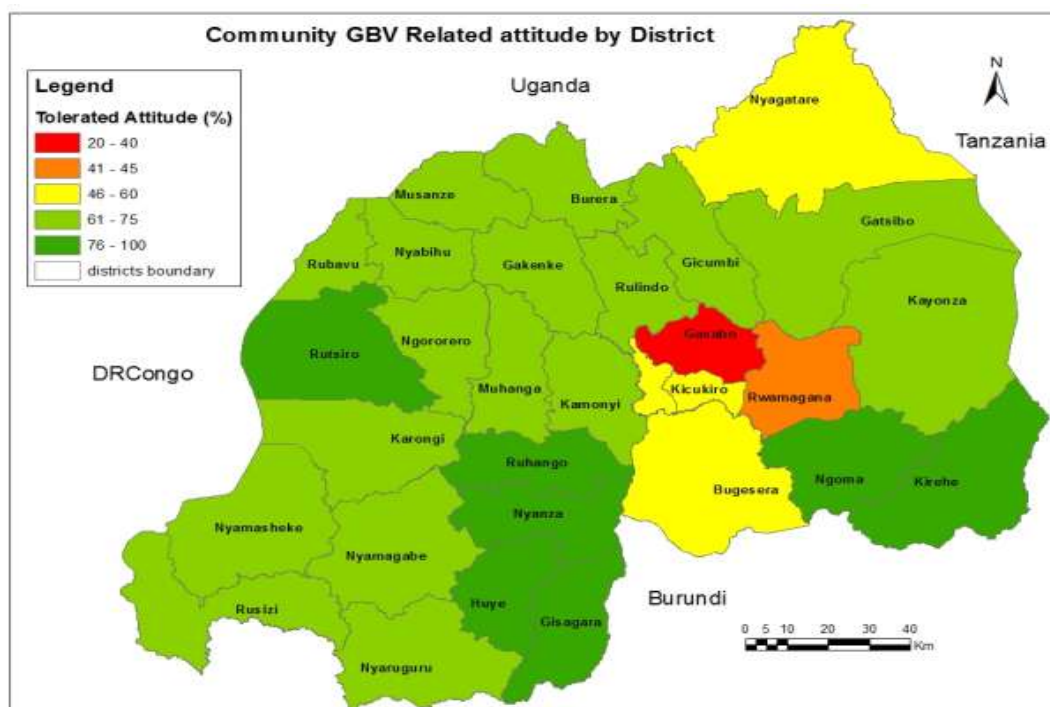 Community GBV Related attitude by District
Legend
Tolerated Attitude (%)
20 - 40
41 - 45
46 - 60
61 - 75
76 - 100
districts boundary
Uganda
N
Tanzania
Nyagatare
Musanze
Burera
Gatsibo
Rubavu
Nyabihu
Gakenke
Gicumbi
Rulindo
Kayonza
Gasabo
Rutsiro
Ngororero
DRCongo
Muhanga
Kicukiro
Kamonyi
Rwamagana
Karongi
Ruhango
Ngoma
Kirehe
Bugesera
Nyanza
Nyamasheke
Nyamagabe
Burundi
Huye
Gisagara
Rusizi
Nyaruguru
0 5 10 20 30 40
Km